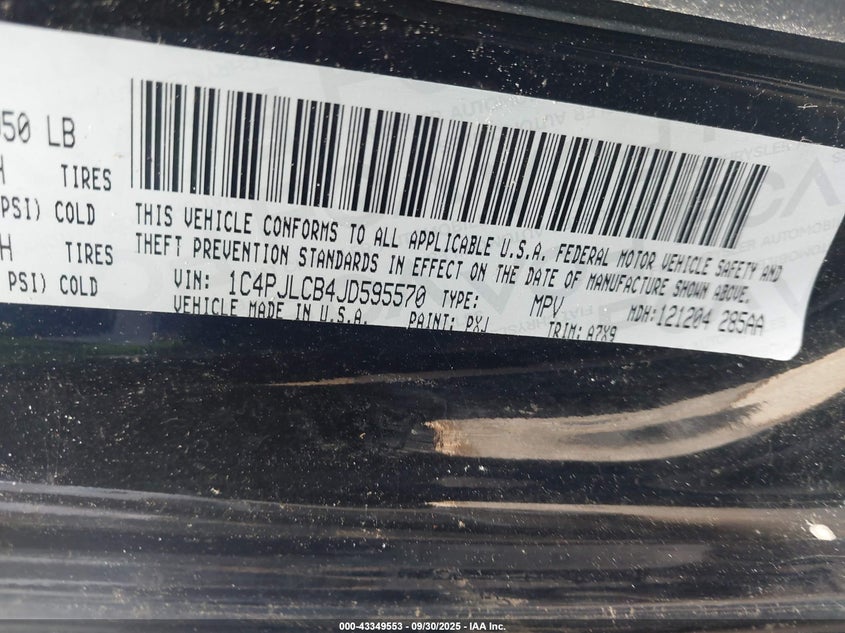 50 LB
TIRES
PSI) COLD
TIRES
PSI) COLD
THIS VEHICLE CONFORMS TO ALL APPLICABLE U.S.A. FEDERAL MOTOR VEHICLE SAFETY AND
THEFT PREVENTION STANDARDS IN EFFECT ON THE DATE OF MANUFACTURE SHOWN ABOVE.
VIN: 1C4PJLCB4JD595570 TYPE: MPV MDH:121204 285AA
VEHICLE MADE IN U.S.A. PAINT: PXJ TRIM: A7X9
000-43349553 - 09/30/2025 - IAA Inc.